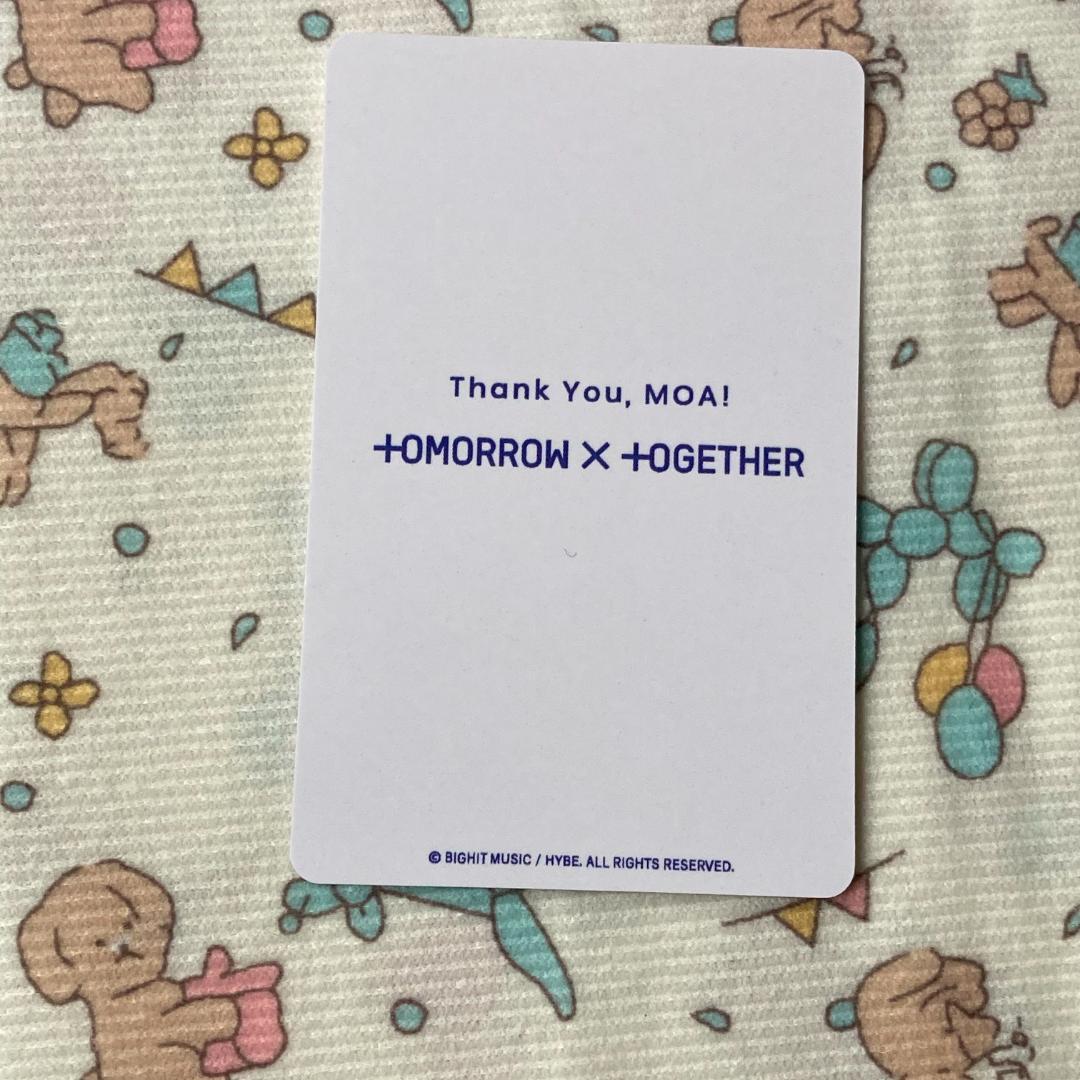 Thank You, MOA!
TOMORROW X TOGETHER
© BIGHIT MUSIC / HYBE. ALL RIGHTS RESERVED.